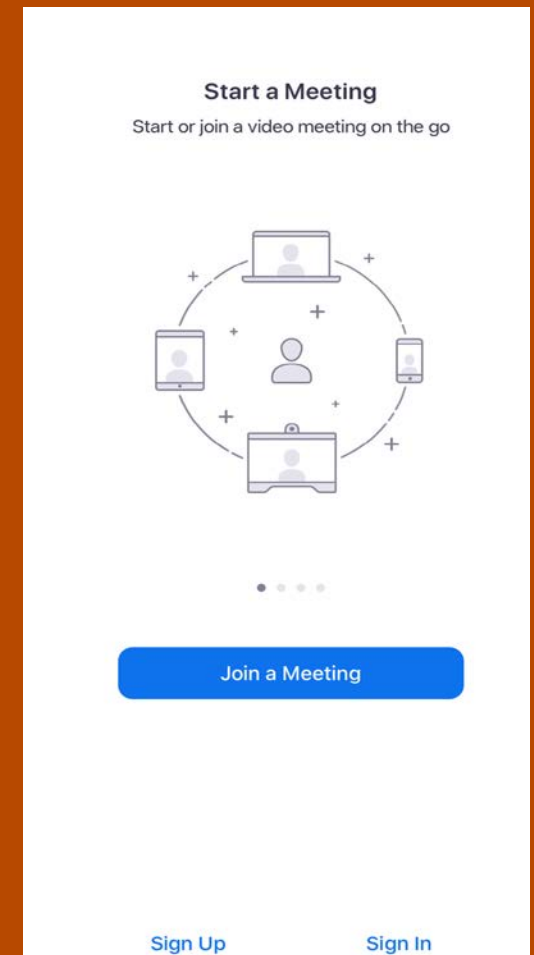 Start a Meeting
Start or join a video meeting on the go
Join a Meeting
Sign Up Sign In